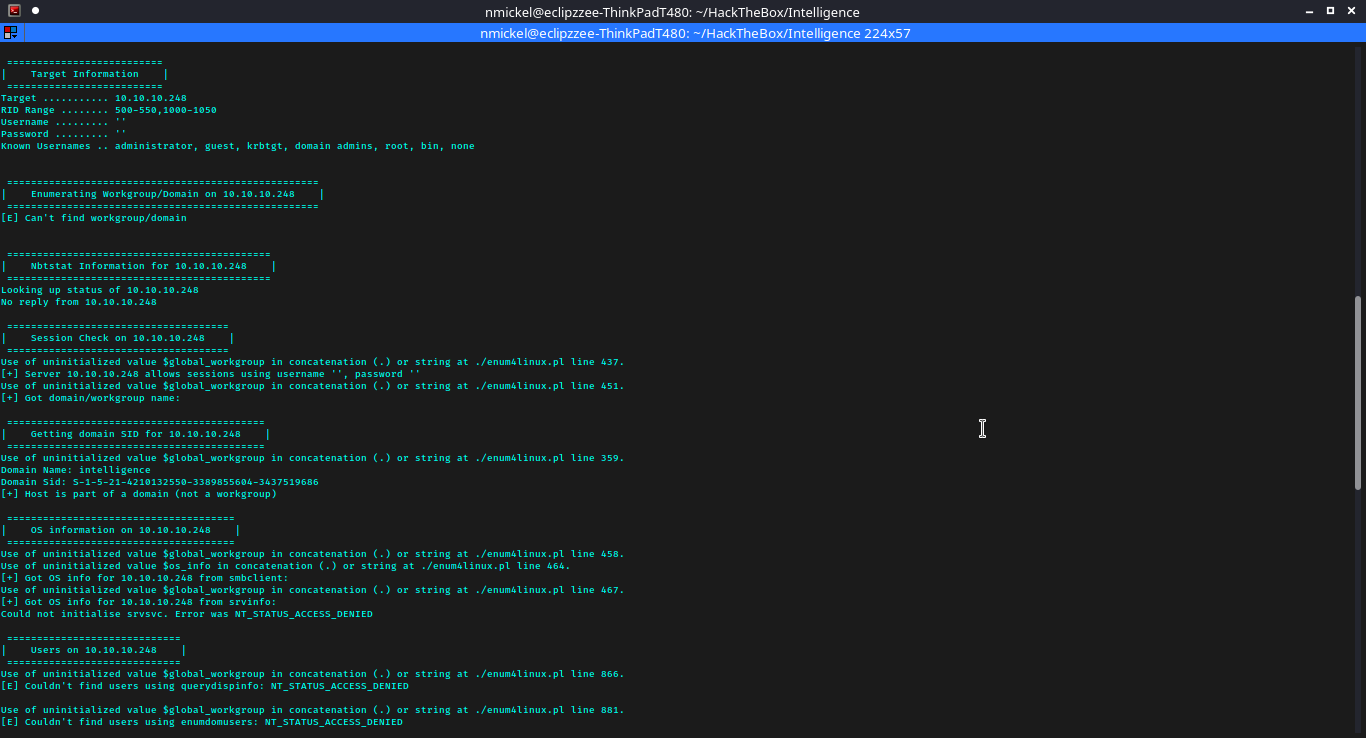 nmickel@eclipzzee-ThinkPadT480: ~/HackTheBox/Intelligence
nmickel@eclipzzee-ThinkPadT480: ~/HackTheBox/Intelligence 224x57
==========================
|    Target Information    |
==========================
Target ........... 10.10.10.248
RID Range ........ 500-550,1000-1050
Username ......... ''
Password ......... ''
Known Usernames .. administrator, guest, krbtgt, domain admins, root, bin, none
====================================================
|    Enumerating Workgroup/Domain on 10.10.10.248    |
====================================================
[E] Can't find workgroup/domain
============================================
|    Nbtstat Information for 10.10.10.248    |
============================================
Looking up status of 10.10.10.248
No reply from 10.10.10.248
=====================================
|    Session Check on 10.10.10.248    |
=====================================
Use of uninitialized value $global_workgroup in concatenation (.) or string at ./enum4linux.pl line 437.
[+] Server 10.10.10.248 allows sessions using username '', password ''
Use of uninitialized value $global_workgroup in concatenation (.) or string at ./enum4linux.pl line 451.
[+] Got domain/workgroup name:
===========================================
|    Getting domain SID for 10.10.10.248    |
===========================================
Use of uninitialized value $global_workgroup in concatenation (.) or string at ./enum4linux.pl line 359.
Domain Name: intelligence
Domain Sid: S-1-5-21-4210132550-3389855604-3437519686
[+] Host is part of a domain (not a workgroup)
======================================
|    OS information on 10.10.10.248    |
======================================
Use of uninitialized value $global_workgroup in concatenation (.) or string at ./enum4linux.pl line 458.
Use of uninitialized value $os_info in concatenation (.) or string at ./enum4linux.pl line 464.
[+] Got OS info for 10.10.10.248 from smbclient:
Use of uninitialized value $global_workgroup in concatenation (.) or string at ./enum4linux.pl line 467.
[+] Got OS info for 10.10.10.248 from srvinfo:
Could not initialise srvsvc. Error was NT_STATUS_ACCESS_DENIED
=============================
|    Users on 10.10.10.248    |
=============================
Use of uninitialized value $global_workgroup in concatenation (.) or string at ./enum4linux.pl line 866.
[E] Couldn't find users using querydispinfo: NT_STATUS_ACCESS_DENIED
Use of uninitialized value $global_workgroup in concatenation (.) or string at ./enum4linux.pl line 881.
[E] Couldn't find users using enumdomusers: NT_STATUS_ACCESS_DENIED